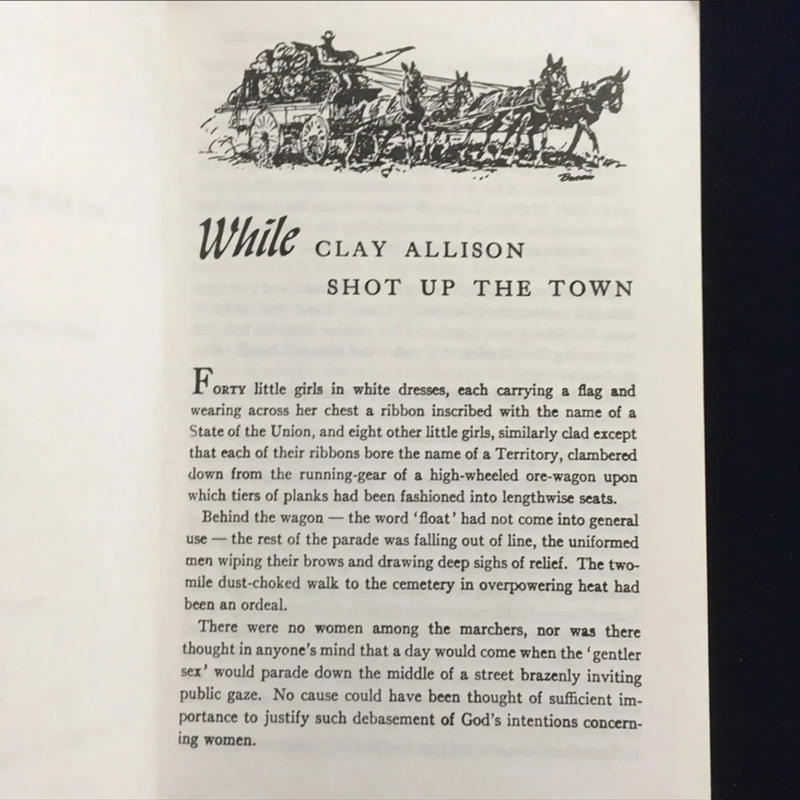 While CLAY ALLISON
SHOT UP THE TOWN
FORTY little girls in white dresses, each carrying a flag and
wearing across her chest a ribbon inscribed with the name of a
State of the Union, and eight other little girls, similarly clad except
that each of their ribbons bore the name of a Territory, clambered
down from the running-gear of a high-wheeled ore-wagon upon
which tiers of planks had been fashioned into lengthwise seats.
Behind the wagon — the word ‘float’ had not come into general
use — the rest of the parade was falling out of line, the uniformed
men wiping their brows and drawing deep sighs of relief. The two-
mile dust-choked walk to the cemetery in overpowering heat had
been an ordeal.
There were no women among the marchers, nor was there
thought in anyone’s mind that a day would come when the ‘gentler
sex’ would parade down the middle of a street brazenly inviting
public gaze. No cause could have been thought of sufficient im-
portance to justify such debasement of God’s intentions concern-
ing women.